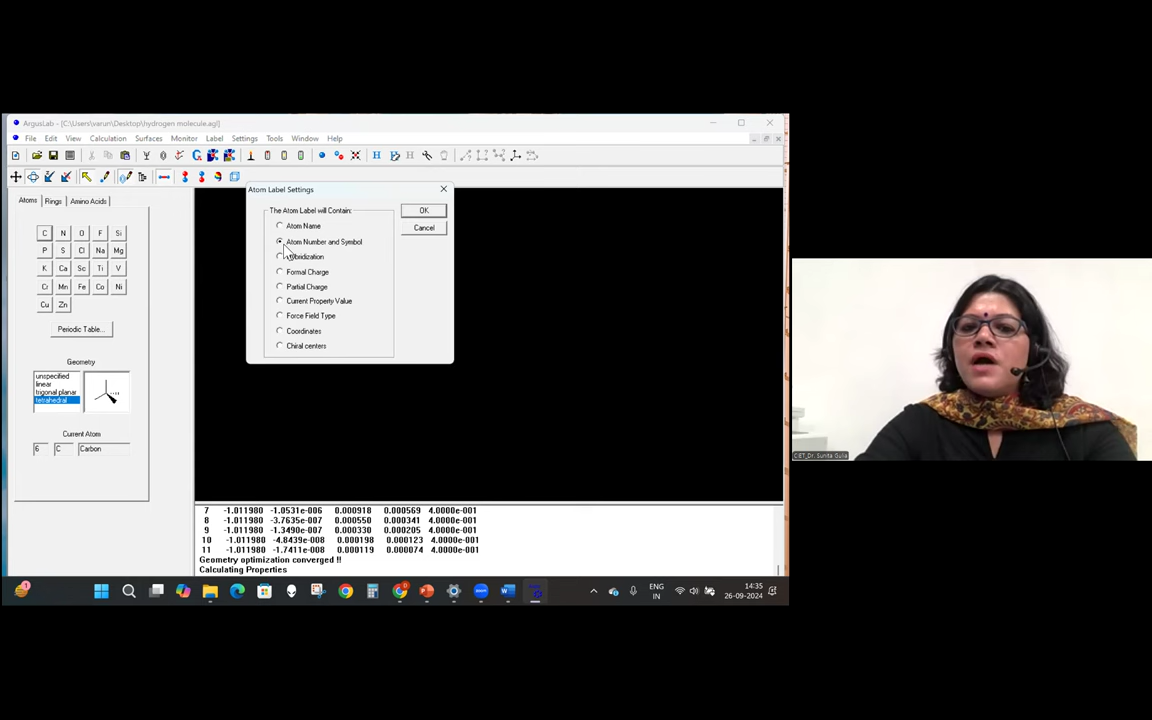 ArgusLab - [C:\Users\varun\Desktop\hydrogen molecule.agl]
File Edit View Calculation Surfaces Monitor Label Settings Tools Window Help
Atoms Rings Amino Acids
C N O F Si
P S Cl Na Mg
K Ca Sc Ti V
Cr Mn Fe Co Ni
Cu Zn
Periodic Table...
Geometry
unspecified
linear
trigonal planar
tetrahedral
Current Atom
6 C Carbon
Atom Label Settings
The Atom Label will Contain:
OK
Cancel
Atom Name
Atom Number and Symbol
Formal Charge
Partial Charge
Current Property Value
Force Field Type
Coordinates
Chiral centers
7 -1.011980 -1.0531e-006 0.000918 0.000569 4.0000e-001
8 -1.011980 -3.7635e-007 0.000550 0.000341 4.0000e-001
9 -1.011980 -1.3490e-007 0.000330 0.000205 4.0000e-001
10 -1.011980 -4.8439e-008 0.000198 0.000123 4.0000e-001
11 -1.011980 -1.7411e-008 0.000119 0.000074 4.0000e-001
Geometry optimization converged !!
Calculating Properties
ENG
IN
14:35
26-09-2024
CIET_Dr. Sunita Gulia